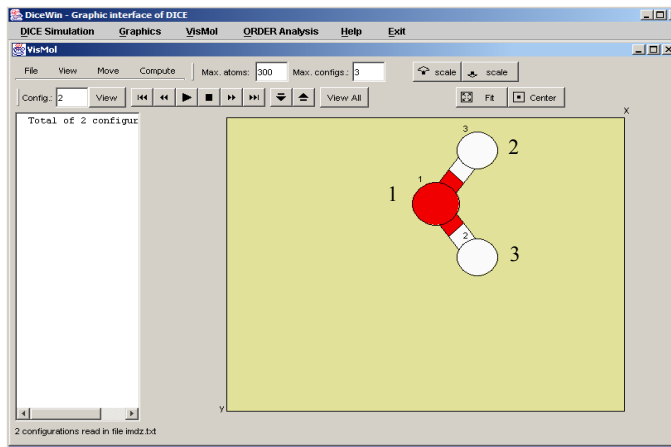 DiceWin - Graphic interface of DICE
DICE Simulation Graphics VisMol ORDER Analysis Help Exit
VisMol
File View Move Compute Max. atoms: 300 Max. configs.: 3 scale scale
Config.: 2 View View All Fit Center
Total of 2 configur
X
3
2
1
1
2
3
Y
2 configurations read in file imdz.txt